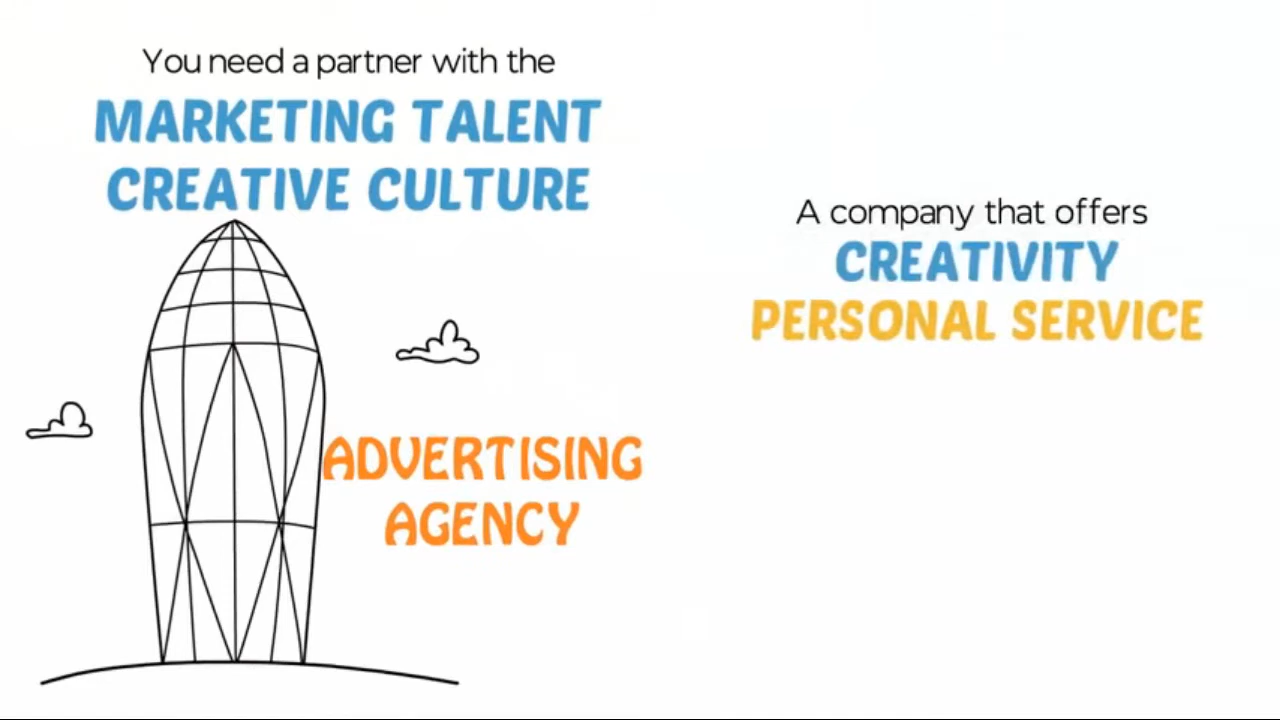 You need a partner with the
MARKETING TALENT
CREATIVE CULTURE
ADVERTISING
AGENCY
A company that offers
CREATIVITY
PERSONAL SERVICE